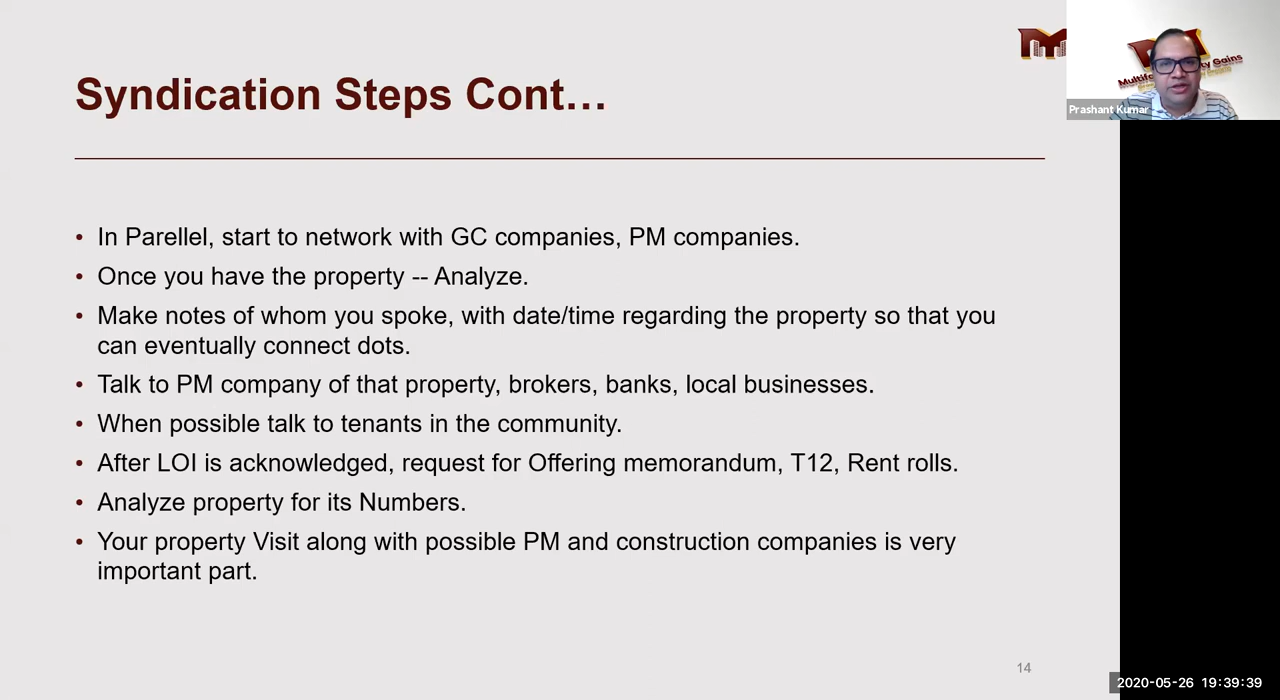 Syndication Steps Cont…
Prashant Kumar
• In Parellel, start to network with GC companies, PM companies.
• Once you have the property -- Analyze.
• Make notes of whom you spoke, with date/time regarding the property so that you
can eventually connect dots.
• Talk to PM company of that property, brokers, banks, local businesses.
• When possible talk to tenants in the community.
• After LOI is acknowledged, request for Offering memorandum, T12, Rent rolls.
• Analyze property for its Numbers.
• Your property Visit along with possible PM and construction companies is very
important part.
14
2020-05-26 19:39:39